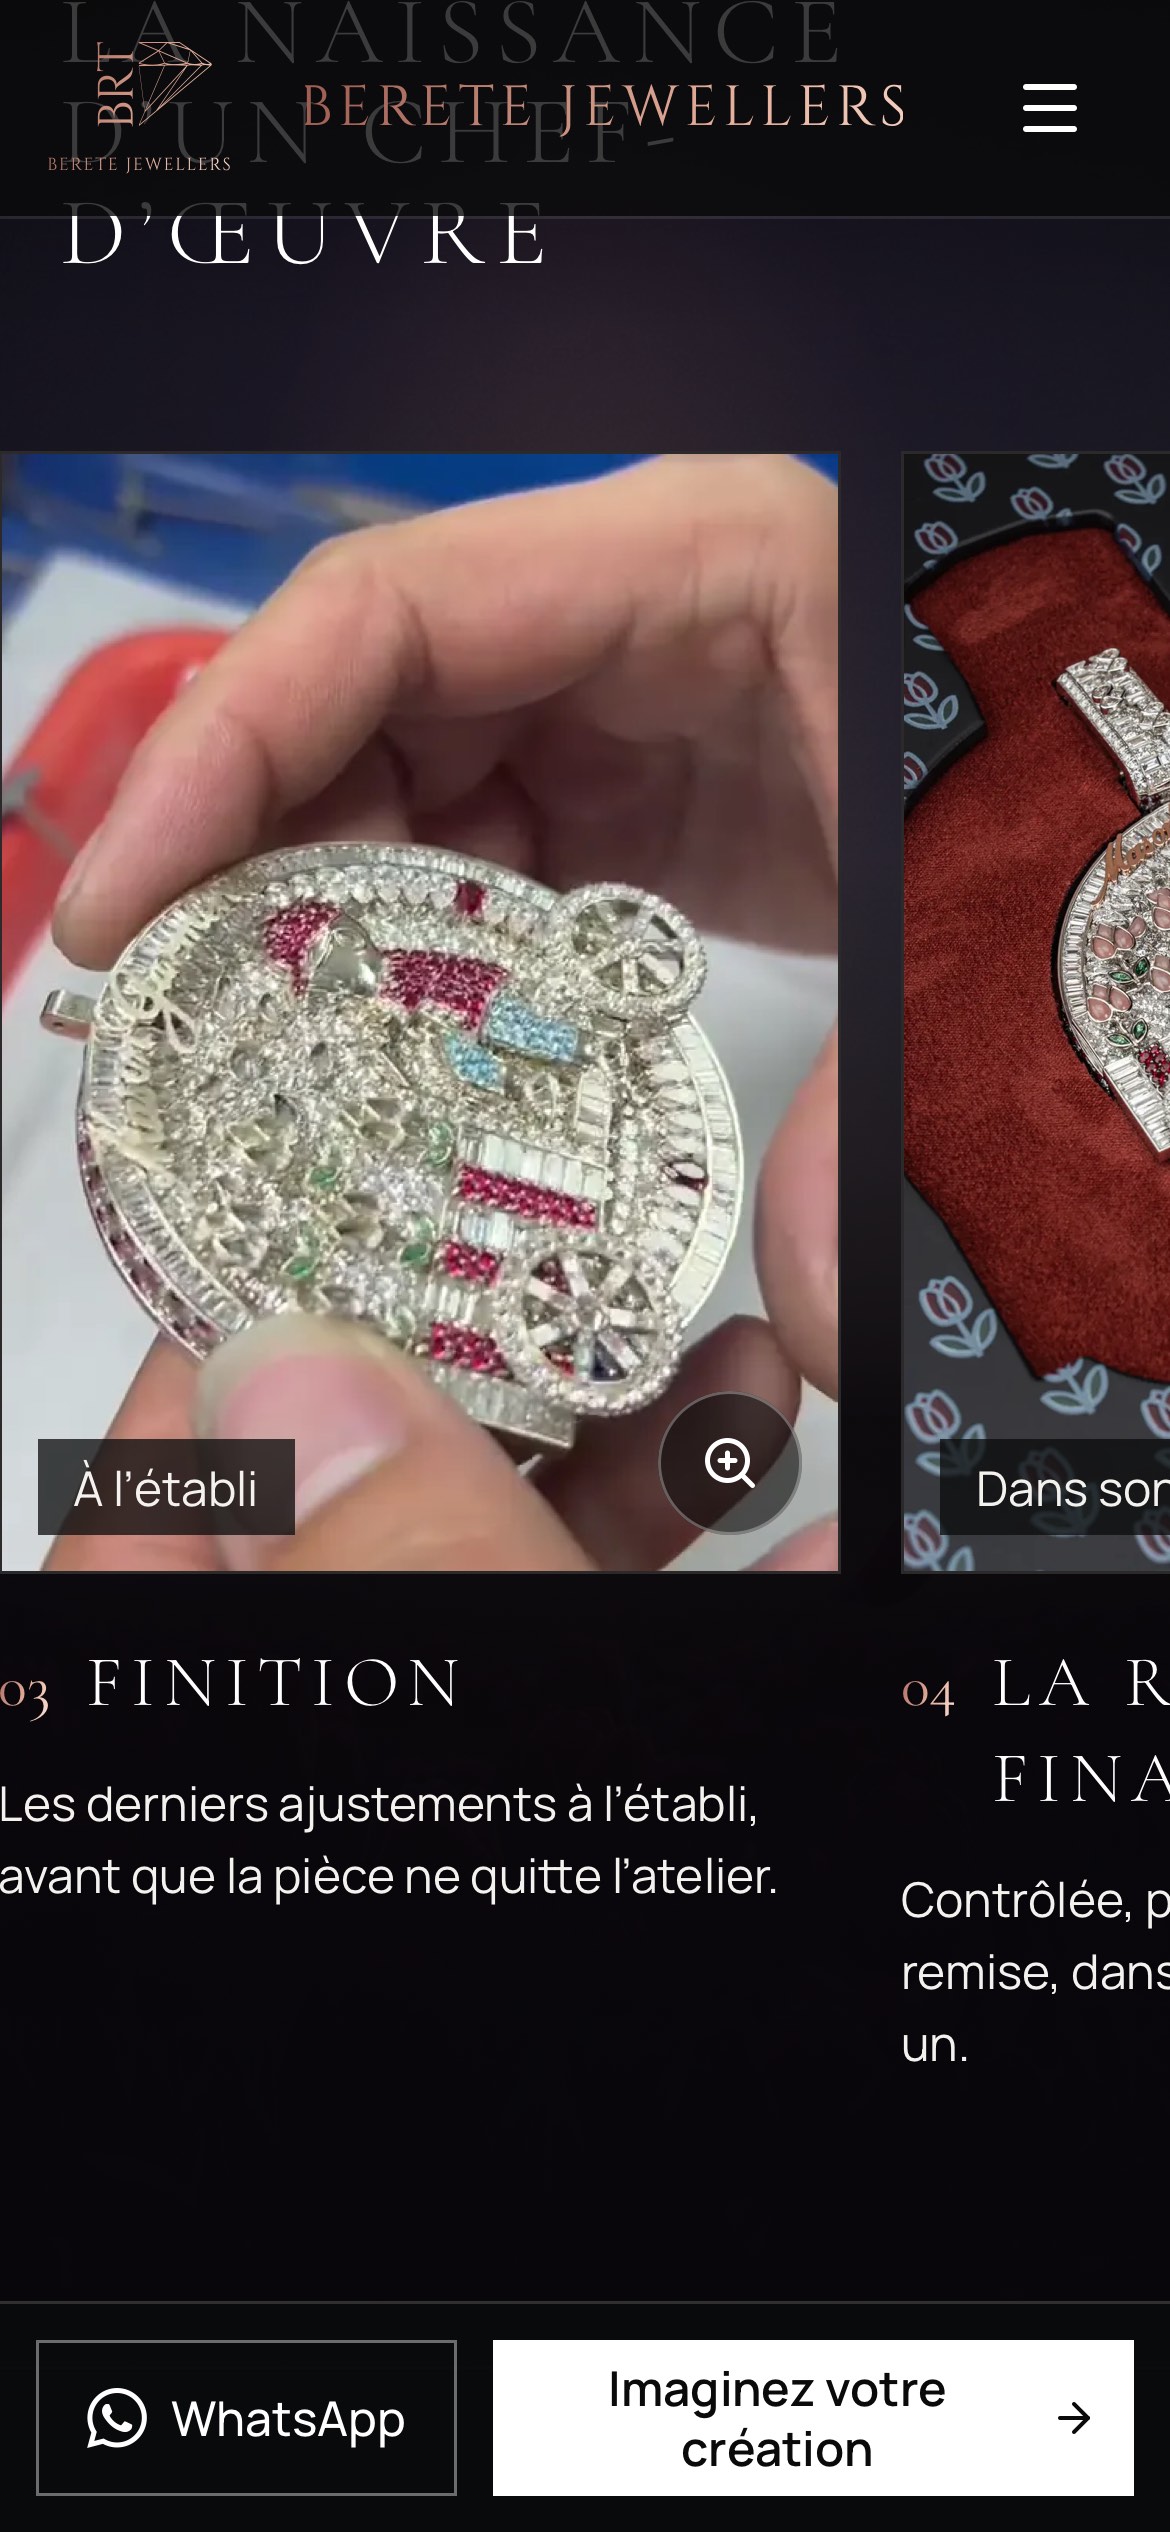 LA NAISSANCE
D’UN CHEF-
D’ŒUVRE
BRT
BERETE JEWELLERS
BERETE JEWELLERS
À l’établi
Dans son
03 FINITION
Les derniers ajustements à l’établi,
avant que la pièce ne quitte l’atelier.
04 LA R
FINA
Contrôlée, p
remise, dans
un.
WhatsApp
Imaginez votre
création